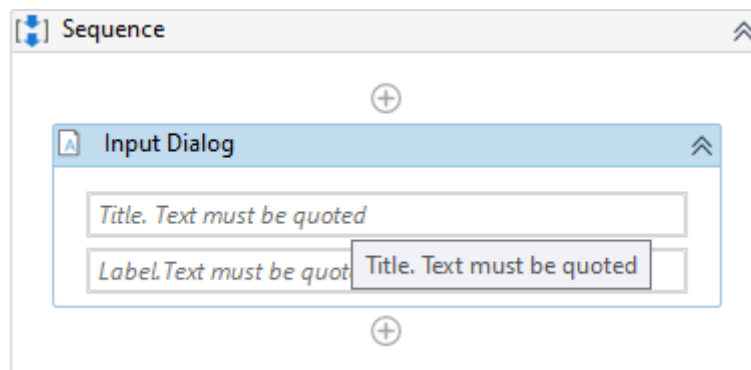 Sequence
Input Dialog
Title. Text must be quoted
Label.Text must be quot
Title. Text must be quoted